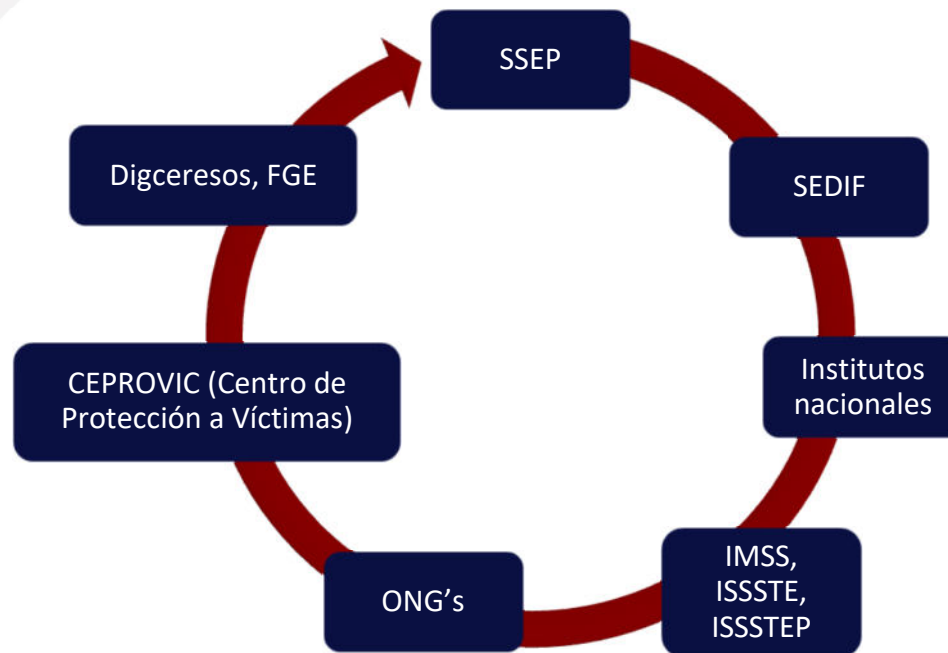 SSEP
SEDIF
Institutos
nacionales
IMSS,
ISSSTE,
ISSSTEP
ONG’s
CEPROVIC (Centro de
Protección a Víctimas)
Digceresos, FGE